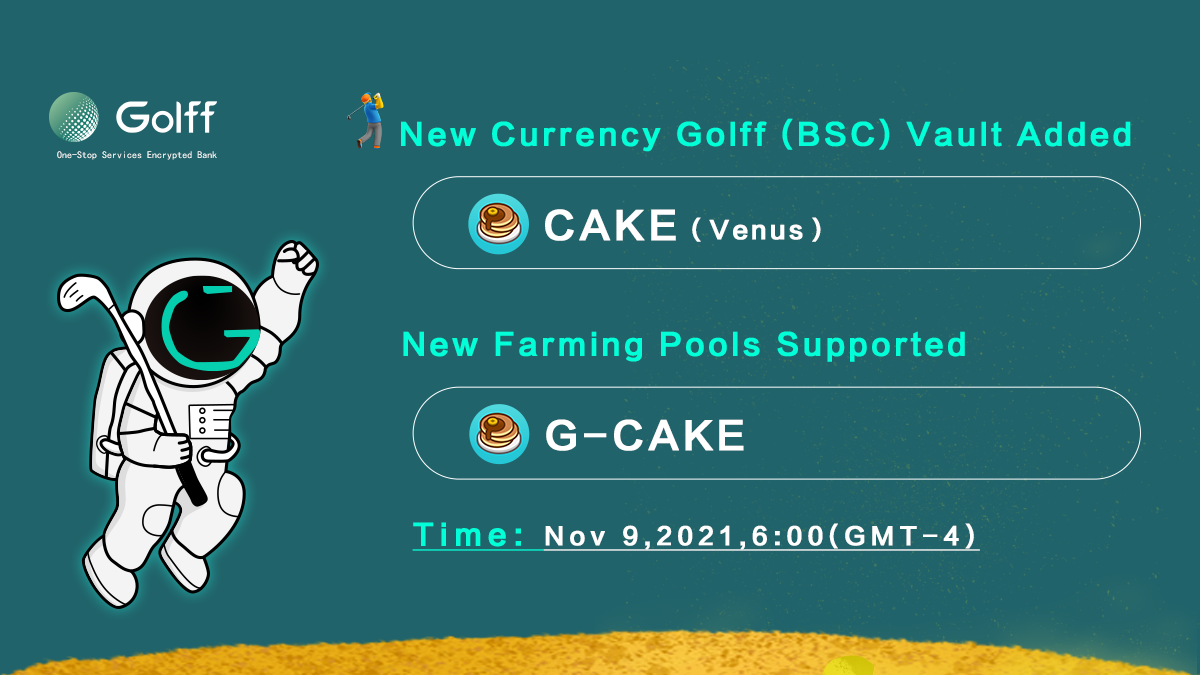 Golff
One-Stop Services Encrypted Bank
New Currency Golff (BSC) Vault Added
CAKE (Venus)
New Farming Pools Supported
G-CAKE
Time: Nov 9,2021,6:00(GMT-4)